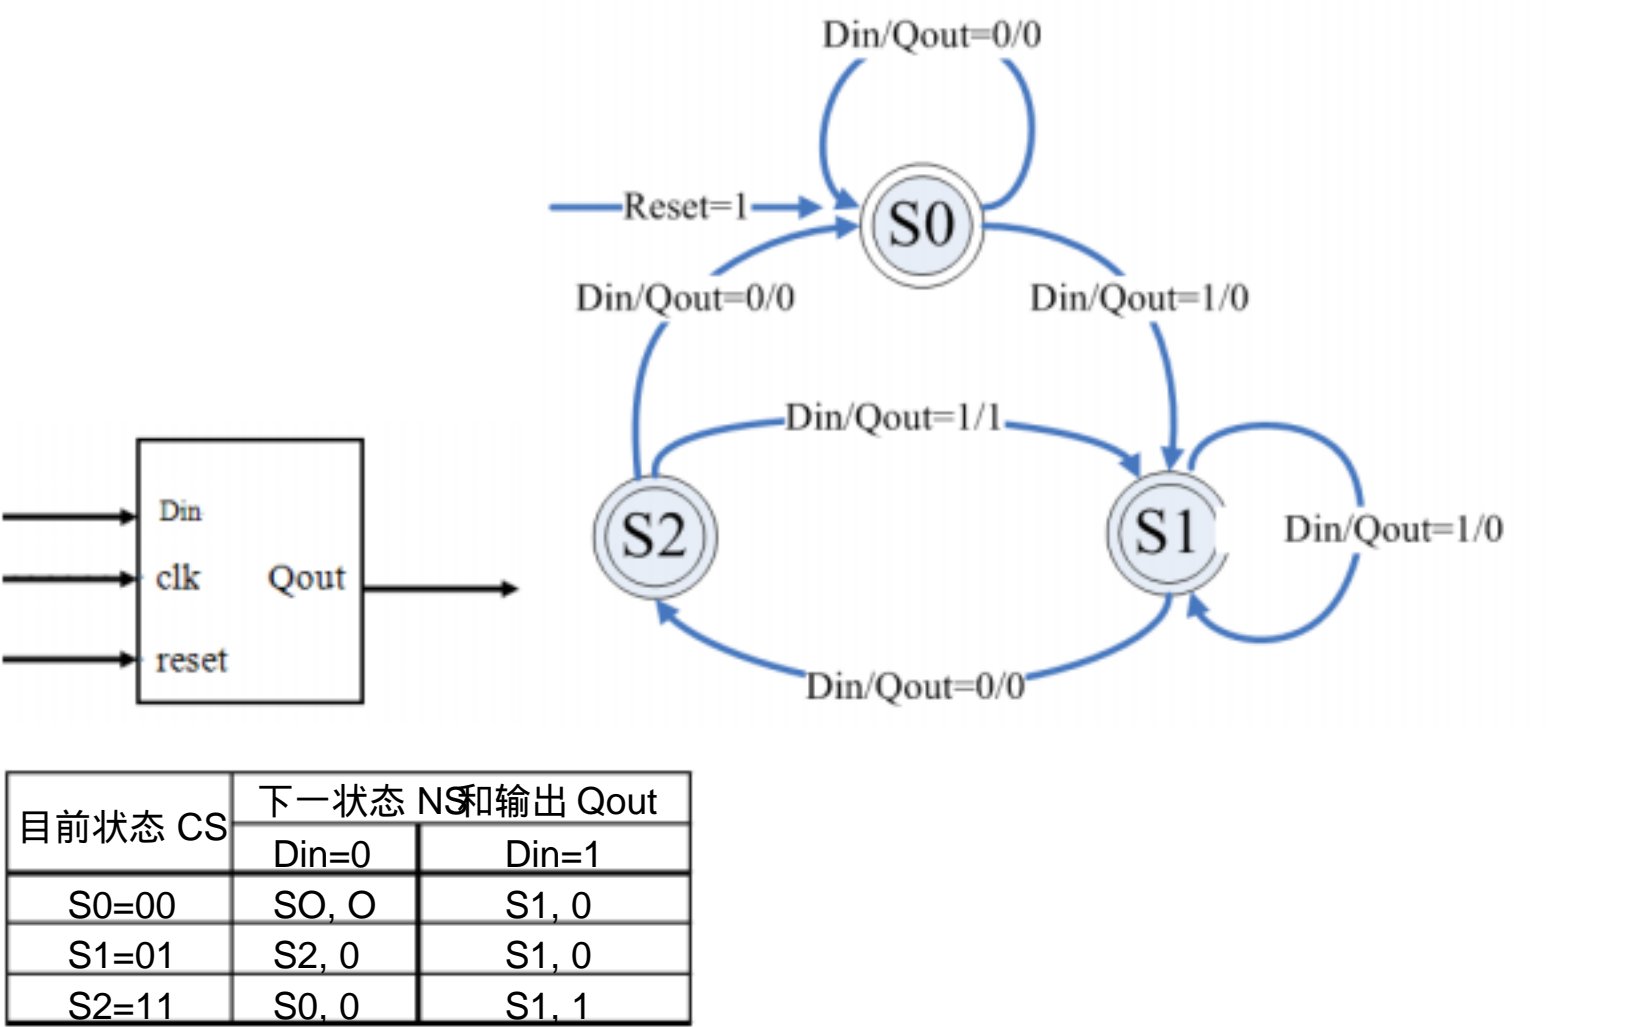 Din/Qout=0/0
Reset=1
S0
Din/Qout=0/0
Din/Qout=1/0
Din/Qout=1/1
S2
S1
Din/Qout=1/0
Din/Qout=0/0
Din
clk
Qout
reset
目前状态 CS
下一状态 NS和输出 Qout
Din=0
Din=1
S0=00
SO, O
S1, 0
S1=01
S2, 0
S1, 0
S2=11
S0, 0
S1, 1